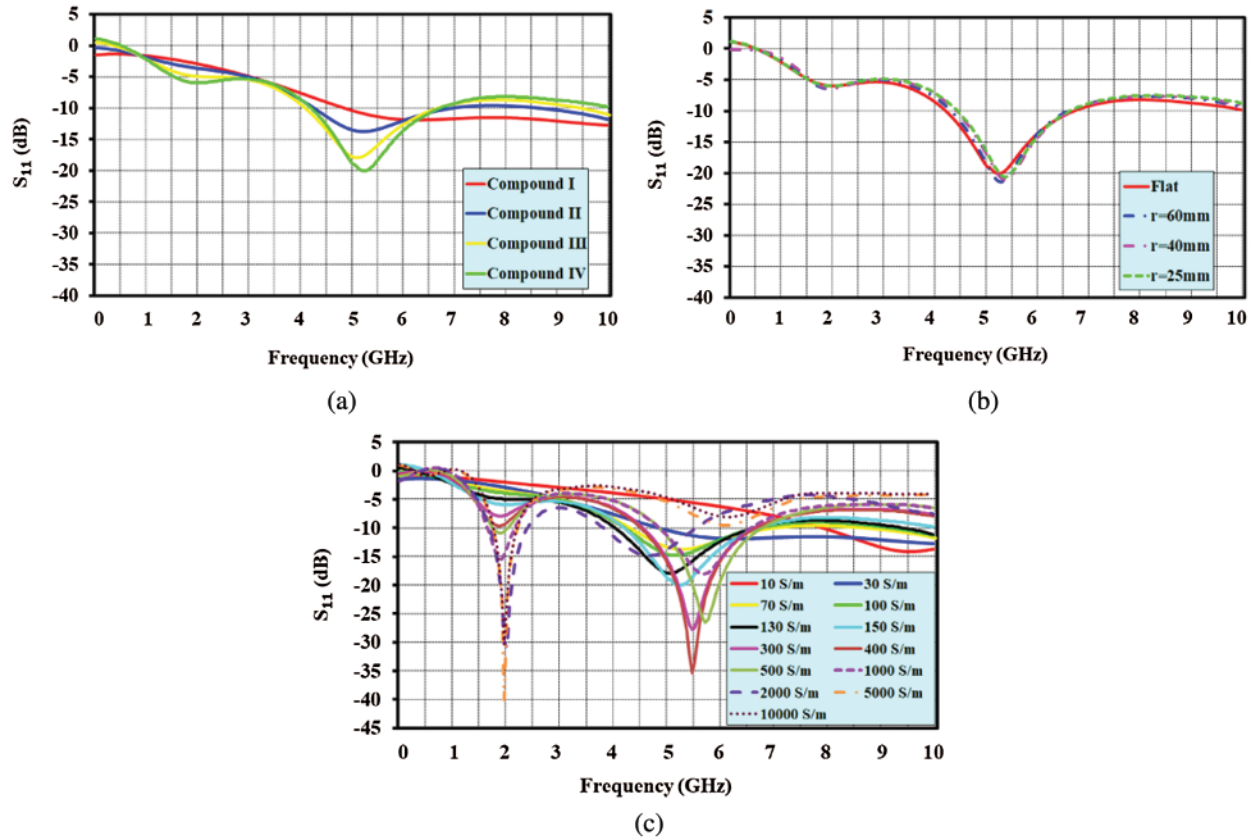 5
0
-5
-10
-15
-20
-25
-30
-35
-40
S11 (dB)
0 1 2 3 4 5 6 7 8 9 10
Frequency (GHz)
Compound I
Compound II
Compound III
Compound IV
(a)
5
0
-5
-10
-15
-20
-25
-30
-35
-40
S11 (dB)
0 1 2 3 4 5 6 7 8 9 10
Frequency (GHz)
Flat
r=60mm
r=40mm
r=25mm
(b)
5
0
-5
-10
-15
-20
-25
-30
-35
-40
-45
S11 (dB)
0 1 2 3 4 5 6 7 8 9 10
Frequency (GHz)
10 S/m 30 S/m
70 S/m 100 S/m
130 S/m 150 S/m
300 S/m 400 S/m
500 S/m 1000 S/m
2000 S/m 5000 S/m
10000 S/m
(c)